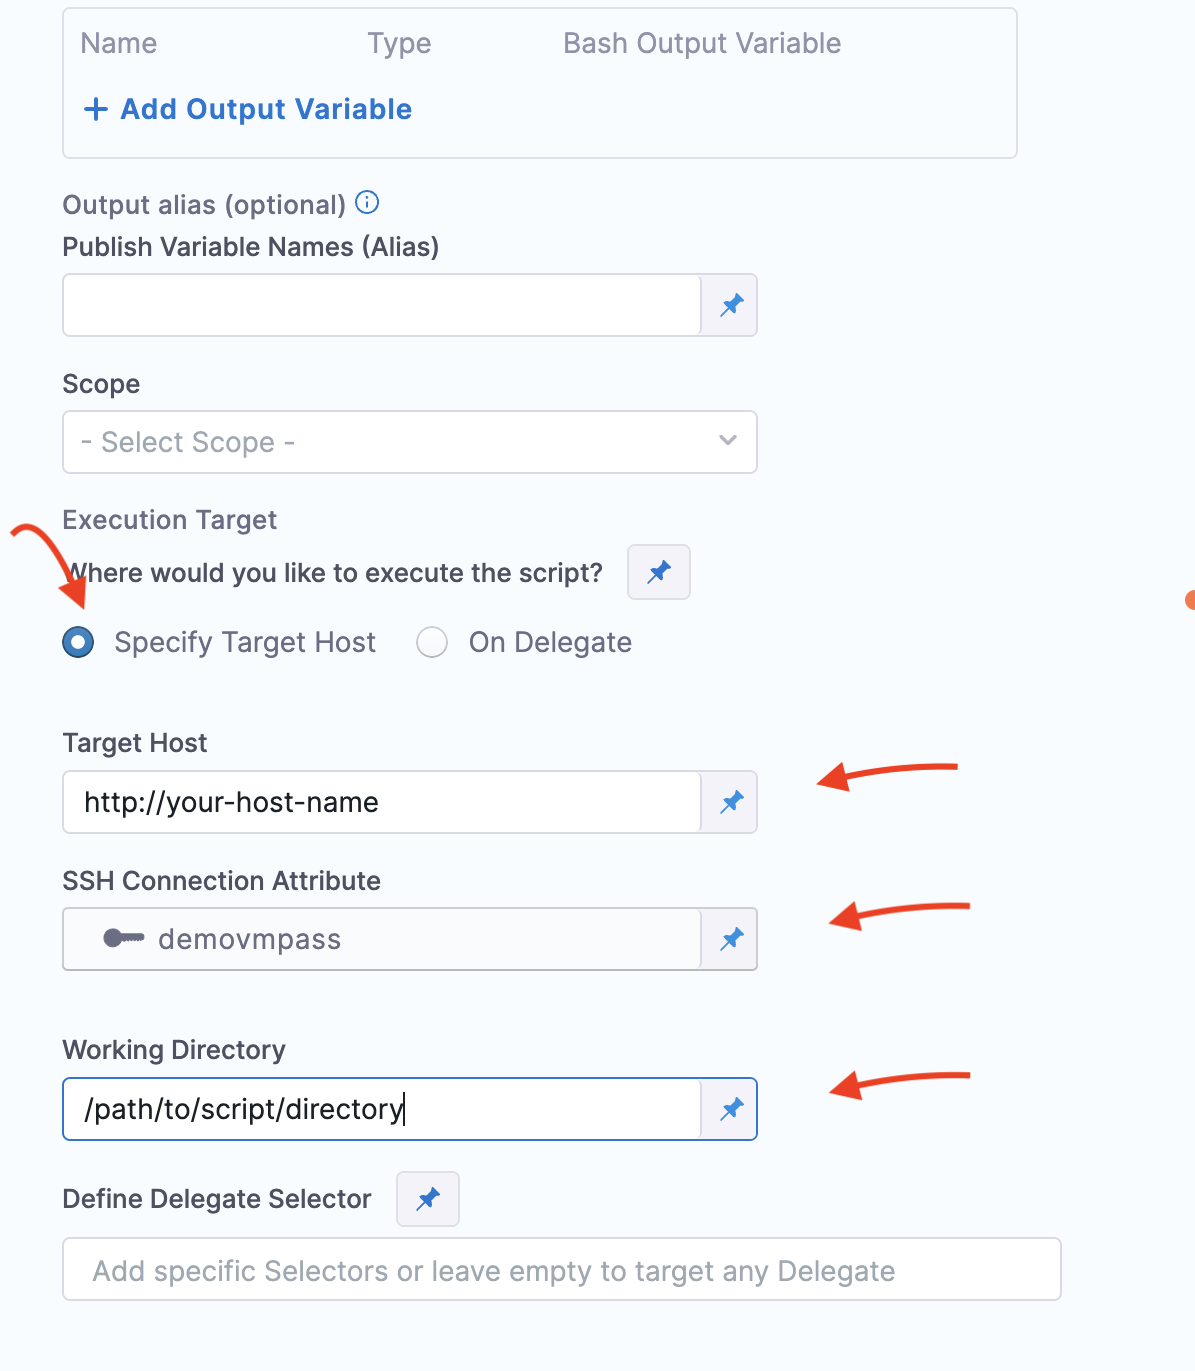 Name Type Bash Output Variable
+ Add Output Variable
Output alias (optional)
Publish Variable Names (Alias)
Scope
- Select Scope -
Execution Target
Where would you like to execute the script?
Specify Target Host On Delegate
Target Host
http://your-host-name
SSH Connection Attribute
demovmpass
Working Directory
/path/to/script/directory
Define Delegate Selector
Add specific Selectors or leave empty to target any Delegate